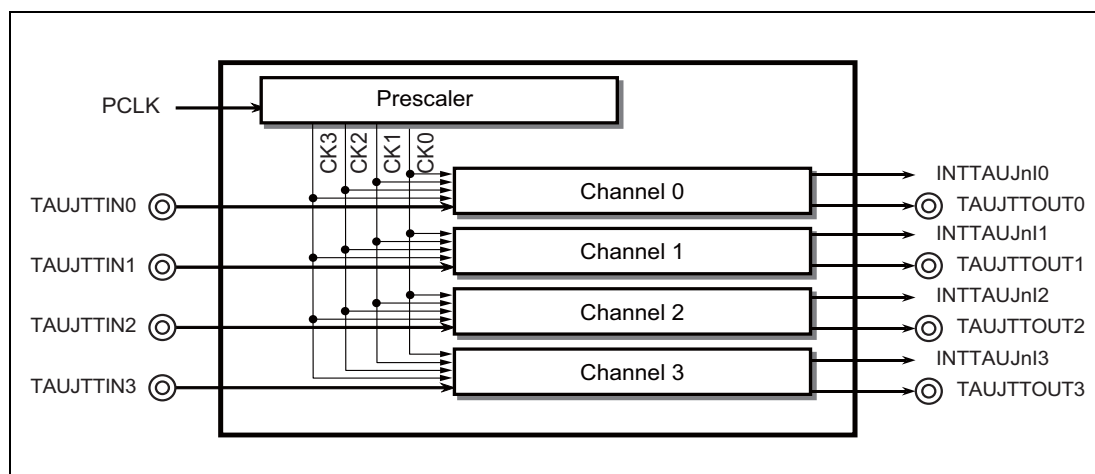 Prescaler
PCLK
CK3
CK2
CK1
CK0
TAUJTTIN0
Channel 0
INTTAUJnI0
TAUJTTOUT0
TAUJTTIN1
Channel 1
INTTAUJnI1
TAUJTTOUT1
TAUJTTIN2
Channel 2
INTTAUJnI2
TAUJTTOUT2
TAUJTTIN3
Channel 3
INTTAUJnI3
TAUJTTOUT3